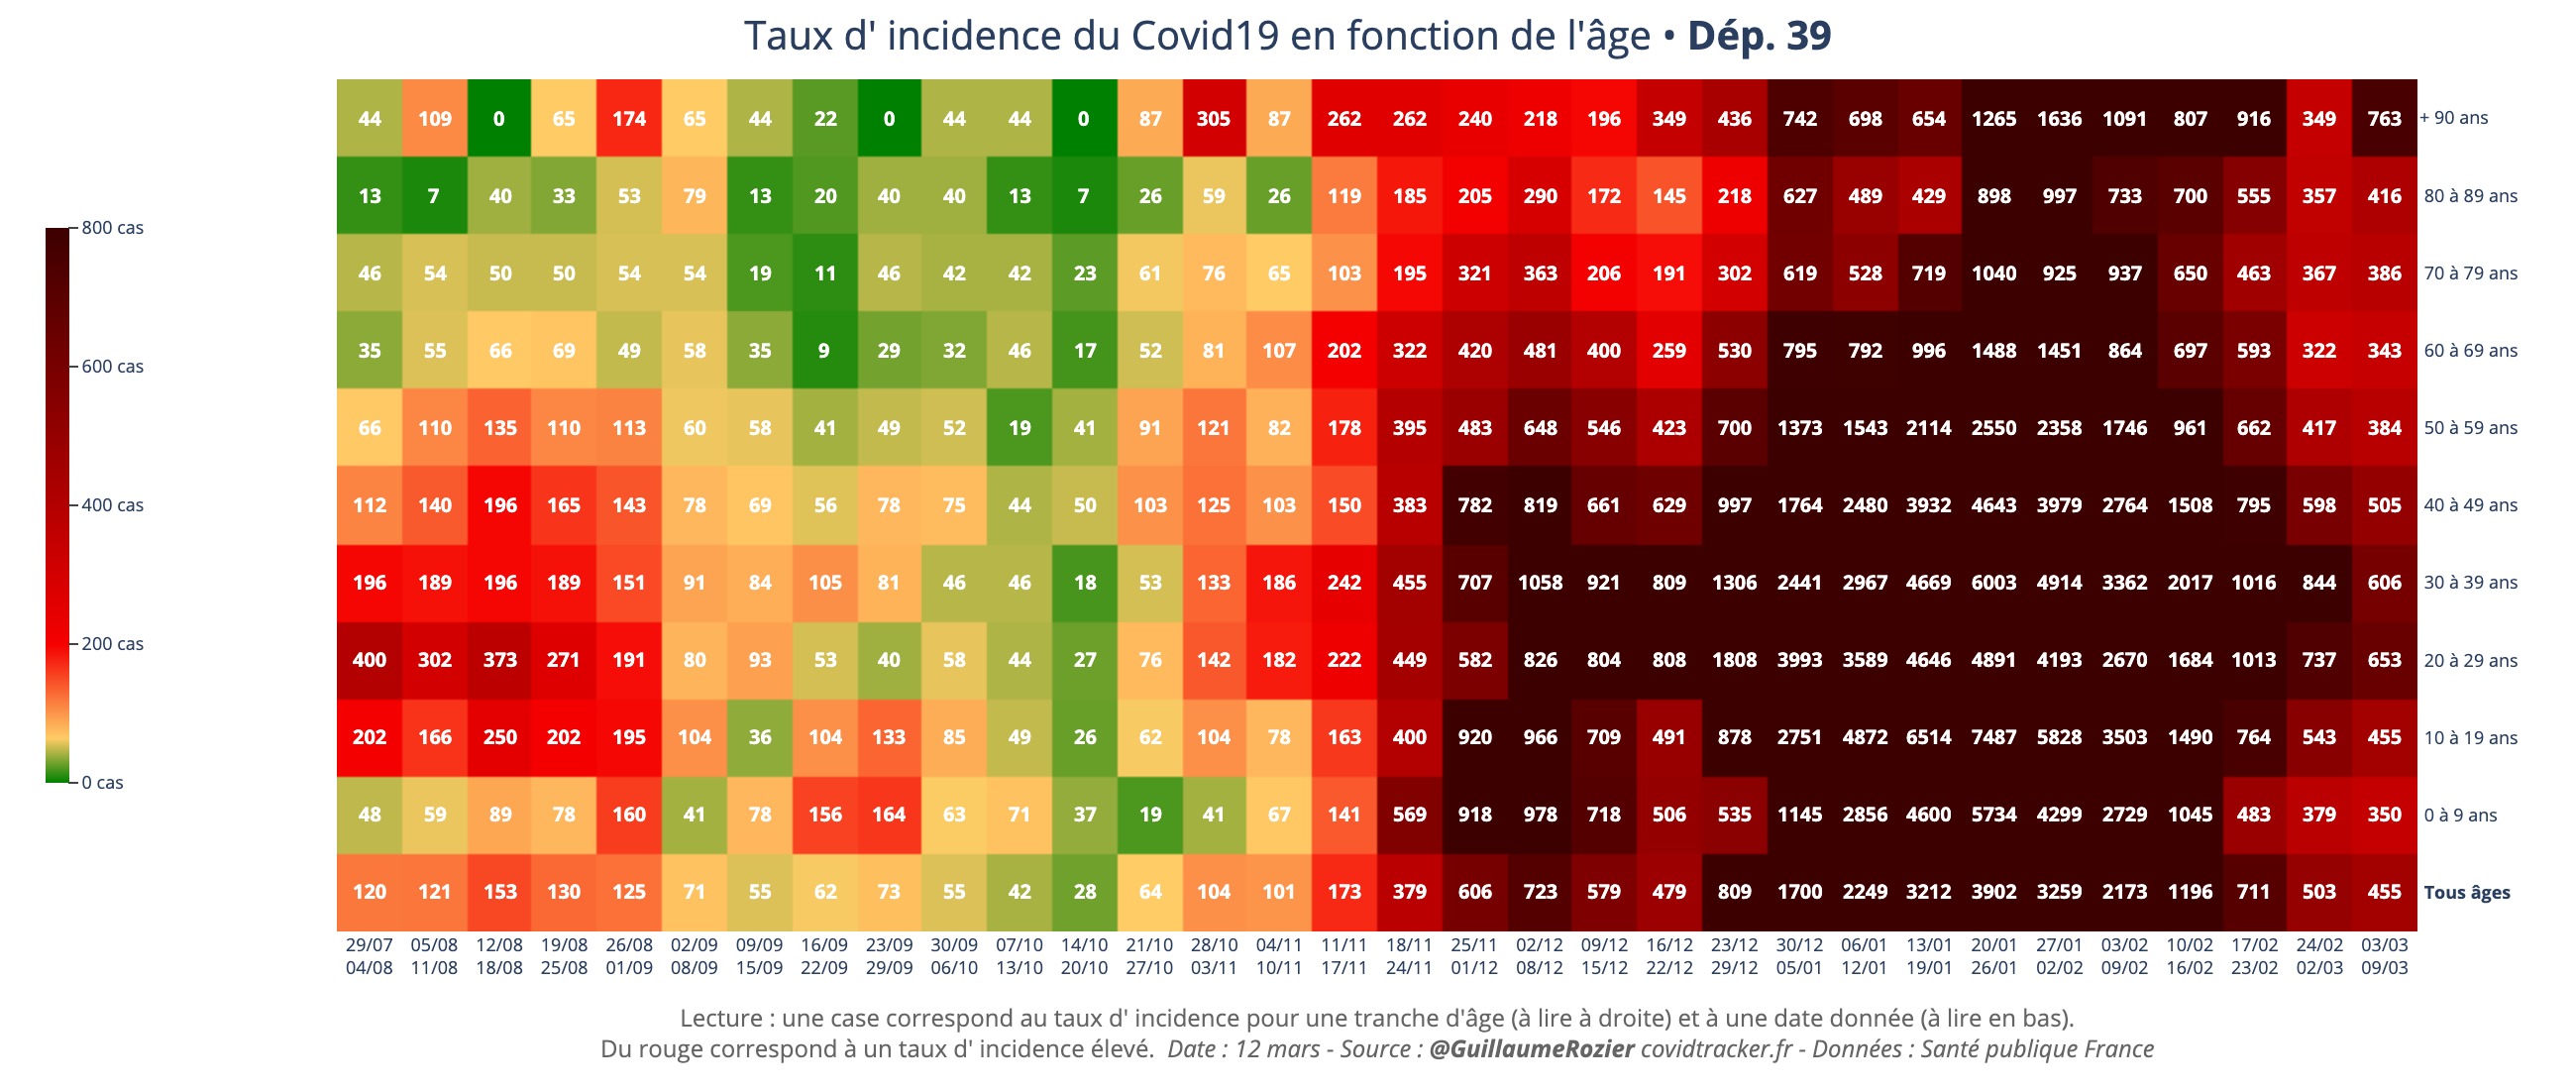 Taux d' incidence du Covid19 en fonction de l'âge • Dép. 39
44 109 0 65 174 65 44 22 0 44 44 0 87 305 87 262 262 240 218 196 349 436 742 698 654 1265 1636 1091 807 916 349 763 + 90 ans
13 7 40 33 53 79 13 20 40 40 13 7 26 59 26 119 185 205 290 172 145 218 627 489 429 898 997 733 700 555 357 416 80 à 89 ans
800 cas
46 54 50 50 54 54 19 11 46 42 42 23 61 76 65 103 195 321 363 206 191 302 619 528 719 1040 925 937 650 463 367 386 70 à 79 ans
35 55 66 69 49 58 35 9 29 32 46 17 52 81 107 202 322 420 481 400 259 530 795 792 996 1488 1451 864 697 593 322 343 60 à 69 ans
600 cas
66 110 135 110 113 60 58 41 49 52 19 41 91 121 82 178 395 483 648 546 423 700 1373 1543 2114 2550 2358 1746 961 662 417 384 50 à 59 ans
400 cas
112 140 196 165 143 78 69 56 78 75 44 50 103 125 103 150 383 782 819 661 629 997 1764 2480 3932 4643 3979 2764 1508 795 598 505 40 à 49 ans
196 189 196 189 151 91 84 105 81 46 46 18 53 133 186 242 455 707 1058 921 809 1306 2441 2967 4669 6003 4914 3362 2017 1016 844 606 30 à 39 ans
200 cas
400 302 373 271 191 80 93 53 40 58 44 27 76 142 182 222 449 582 826 804 808 1808 3993 3589 4646 4891 4193 2670 1684 1013 737 653 20 à 29 ans
202 166 250 202 195 104 36 104 133 85 49 26 62 104 78 163 400 920 966 709 491 878 2751 4872 6514 7487 5828 3503 1490 764 543 455 10 à 19 ans
0 cas
48 59 89 78 160 41 78 156 164 63 71 37 19 41 67 141 569 918 978 718 506 535 1145 2856 4600 5734 4299 2729 1045 483 379 350 0 à 9 ans
120 121 153 130 125 71 55 62 73 55 42 28 64 104 101 173 379 606 723 579 479 809 1700 2249 3212 3902 3259 2173 1196 711 503 455 Tous âges
29/07 05/08 12/08 19/08 26/08 02/09 09/09 16/09 23/09 30/09 07/10 14/10 21/10 28/10 04/11 11/11 18/11 25/11 02/12 09/12 16/12 23/12 30/12 06/01 13/01 20/01 27/01 03/02 10/02 17/02 24/02 03/03
04/08 11/08 18/08 25/08 01/09 08/09 15/09 22/09 29/09 06/10 13/10 20/10 27/10 03/11 10/11 17/11 24/11 01/12 08/12 15/12 22/12 29/12 05/01 12/01 19/01 26/01 02/02 09/02 16/02 23/02 02/03 09/03
Lecture : une case correspond au taux d' incidence pour une tranche d'âge (à lire à droite) et à une date donnée (à lire en bas).
Du rouge correspond à un taux d' incidence élevé. Date : 12 mars - Source : @GuillaumeRozier covidtracker.fr - Données : Santé publique France